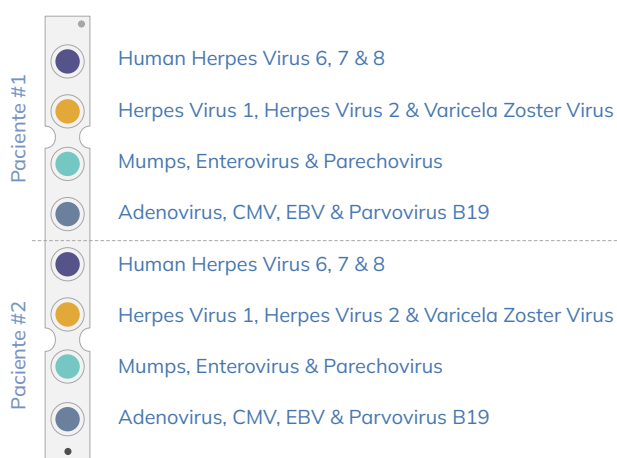 Paciente #1
Human Herpes Virus 6, 7 & 8
Herpes Virus 1, Herpes Virus 2 & Varicela Zoster Virus
Mumps, Enterovirus & Parechovirus
Adenovirus, CMV, EBV & Parvovirus B19
Paciente #2
Human Herpes Virus 6, 7 & 8
Herpes Virus 1, Herpes Virus 2 & Varicela Zoster Virus
Mumps, Enterovirus & Parechovirus
Adenovirus, CMV, EBV & Parvovirus B19